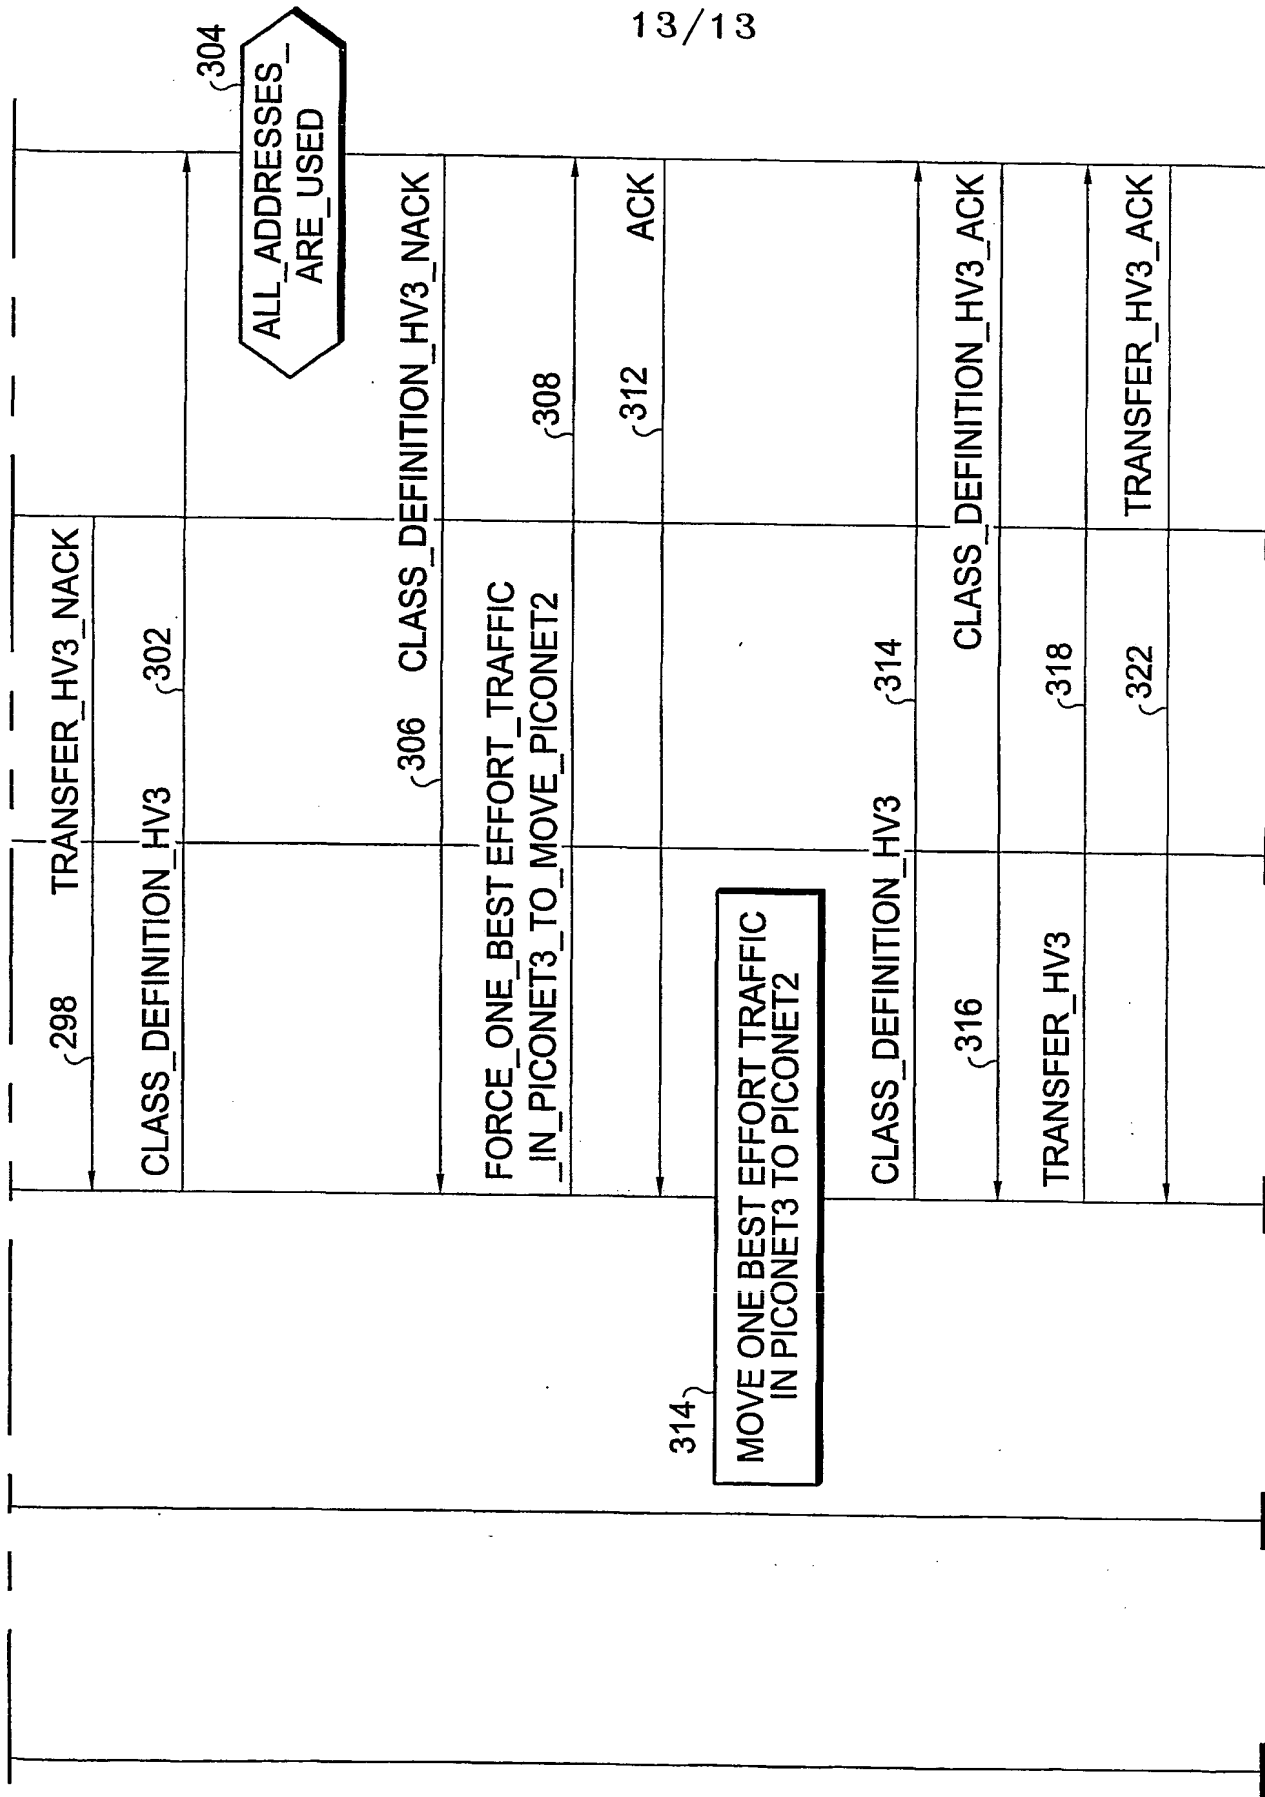 13/13
304
ALL_ADDRESSES_
ARE_USED
298
TRANSFER_HV3_NACK
CLASS_DEFINITION_HV3
302
306
CLASS_DEFINITION_HV3_NACK
FORCE_ONE_BEST EFFORT_TRAFFIC
_IN_PICONET3_TO_MOVE_PICONET2
308
312
ACK
314
MOVE ONE BEST EFFORT TRAFFIC
IN PICONET3 TO PICONET2
CLASS_DEFINITION_HV3
314
316
CLASS_DEFINITION_HV3_ACK
TRANSFER_HV3
318
322
TRANSFER_HV3_ACK